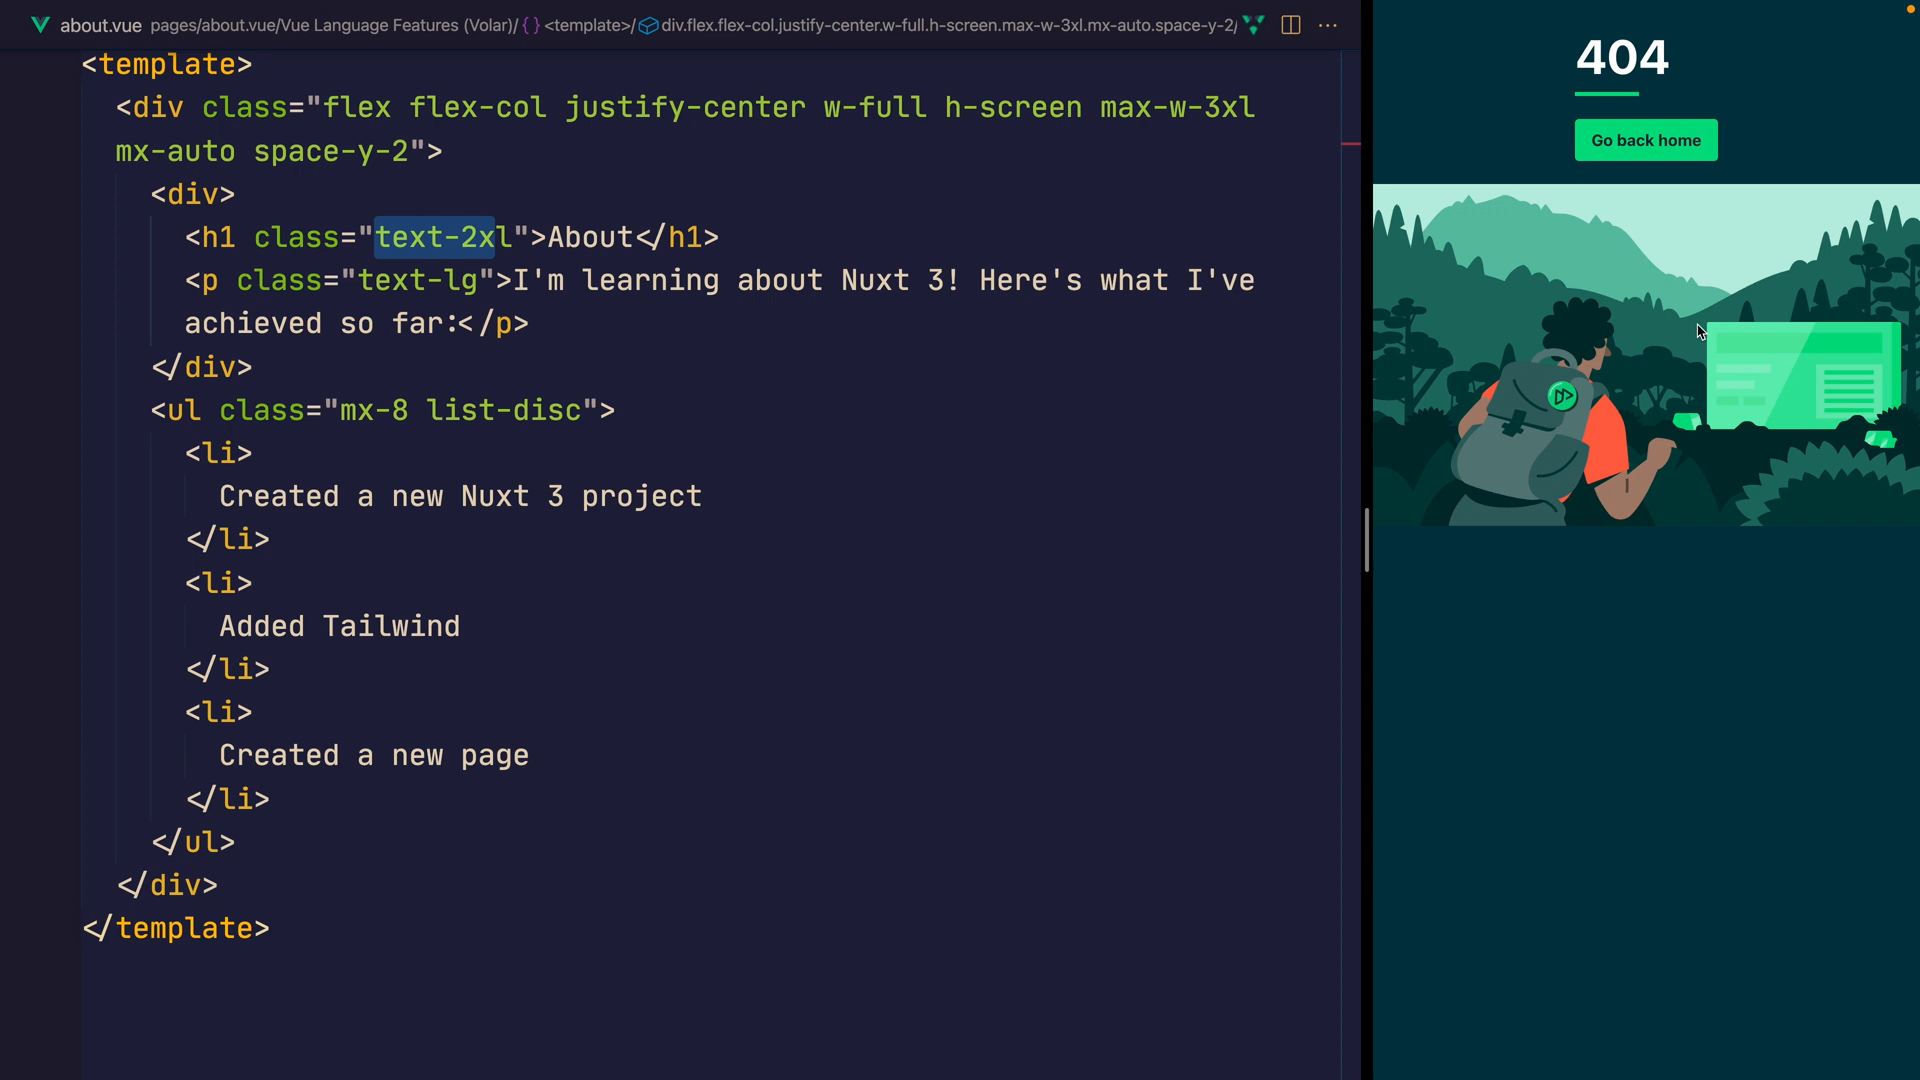 about.vue pages/about.vue/Vue Language Features (Volar)/{ } <template>/div.flex.flex-col.justify-center.w-full.h-screen.max-w-3xl.mx-auto.space-y-2/
<template>
<div class="flex flex-col justify-center w-full h-screen max-w-3xl
mx-auto space-y-2">
<div>
<h1 class="text-2xl">About</h1>
<p class="text-lg">I'm learning about Nuxt 3! Here's what I've
achieved so far:</p>
</div>
<ul class="mx-8 list-disc">
<li>
Created a new Nuxt 3 project
</li>
<li>
Added Tailwind
</li>
<li>
Created a new page
</li>
</ul>
</div>
</template>
404
Go back home